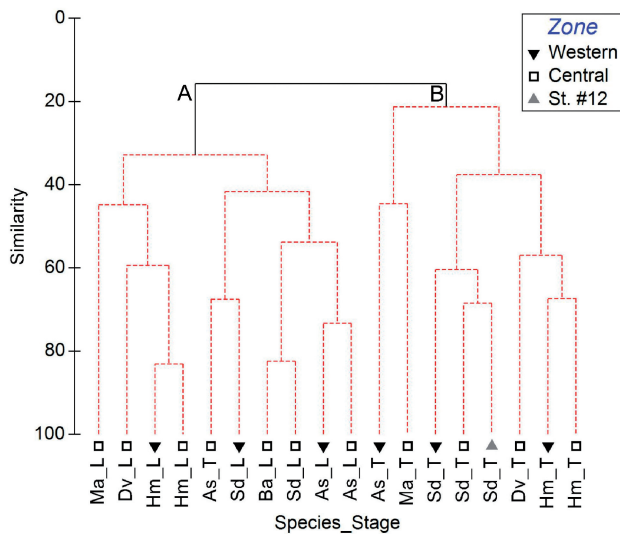 0
20
40
60
80
100
Similarity
A
B
Zone
Western
Central
St. #12
Ma_L
Dv_L
Hm_L
Hm_L
As_T
Sd_L
Ba_L
Sd_L
As_L
As_L
As_T
Ma_T
Sd_T
Sd_T
Sd_T
Dv_T
Hm_T
Hm_T
Species_Stage